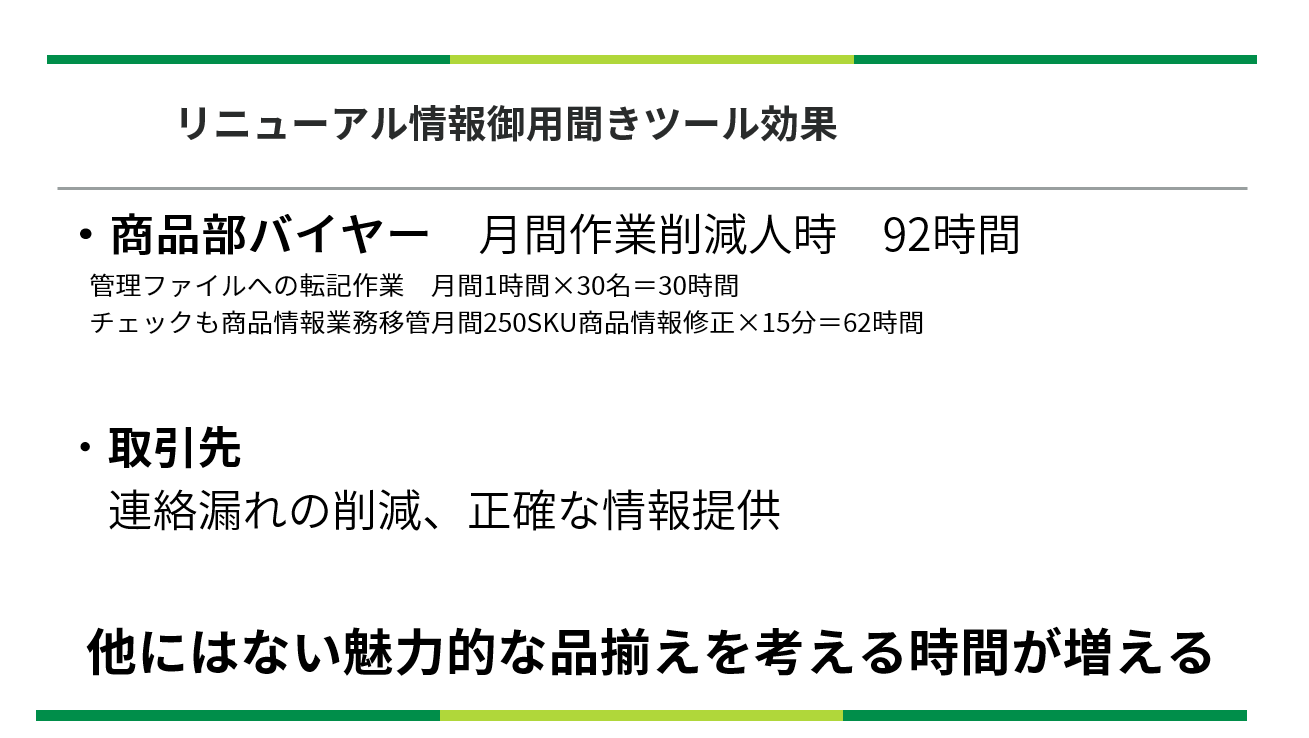 リニューアル情報御用聞きツール効果
・商品部バイヤー　月間作業削減人時　92時間
管理ファイルへの転記作業　月間1時間×30名＝30時間
チェックも商品情報業務移管月間250SKU商品情報修正×15分＝62時間
・取引先
連絡漏れの削減、正確な情報提供
他にはない魅力的な品揃えを考える時間が増える